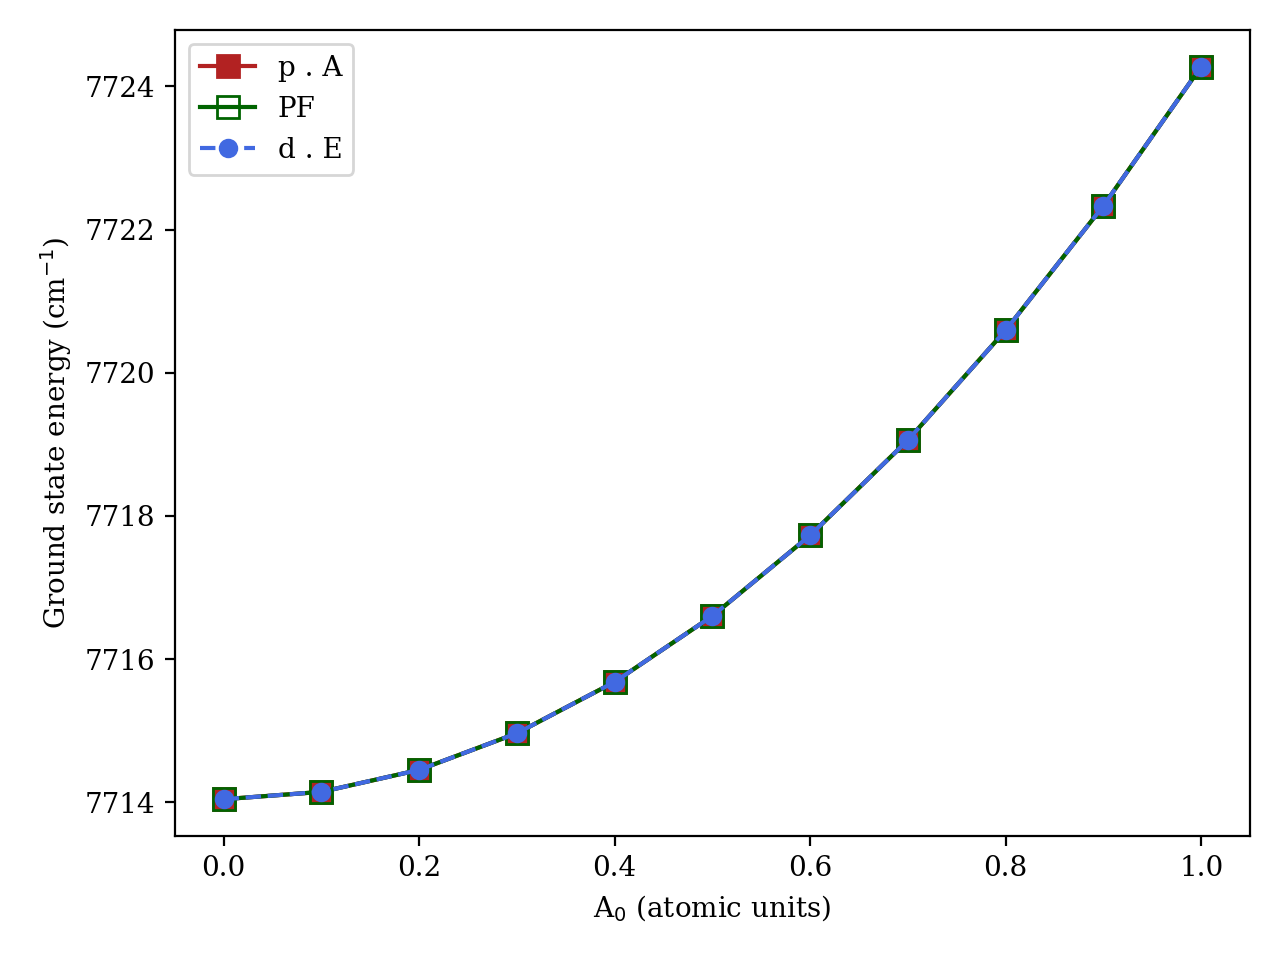 p . A
PF
d . E
7724
7722
7720
7718
7716
7714
Ground state energy (cm⁻¹)
0.0 0.2 0.4 0.6 0.8 1.0
A₀ (atomic units)